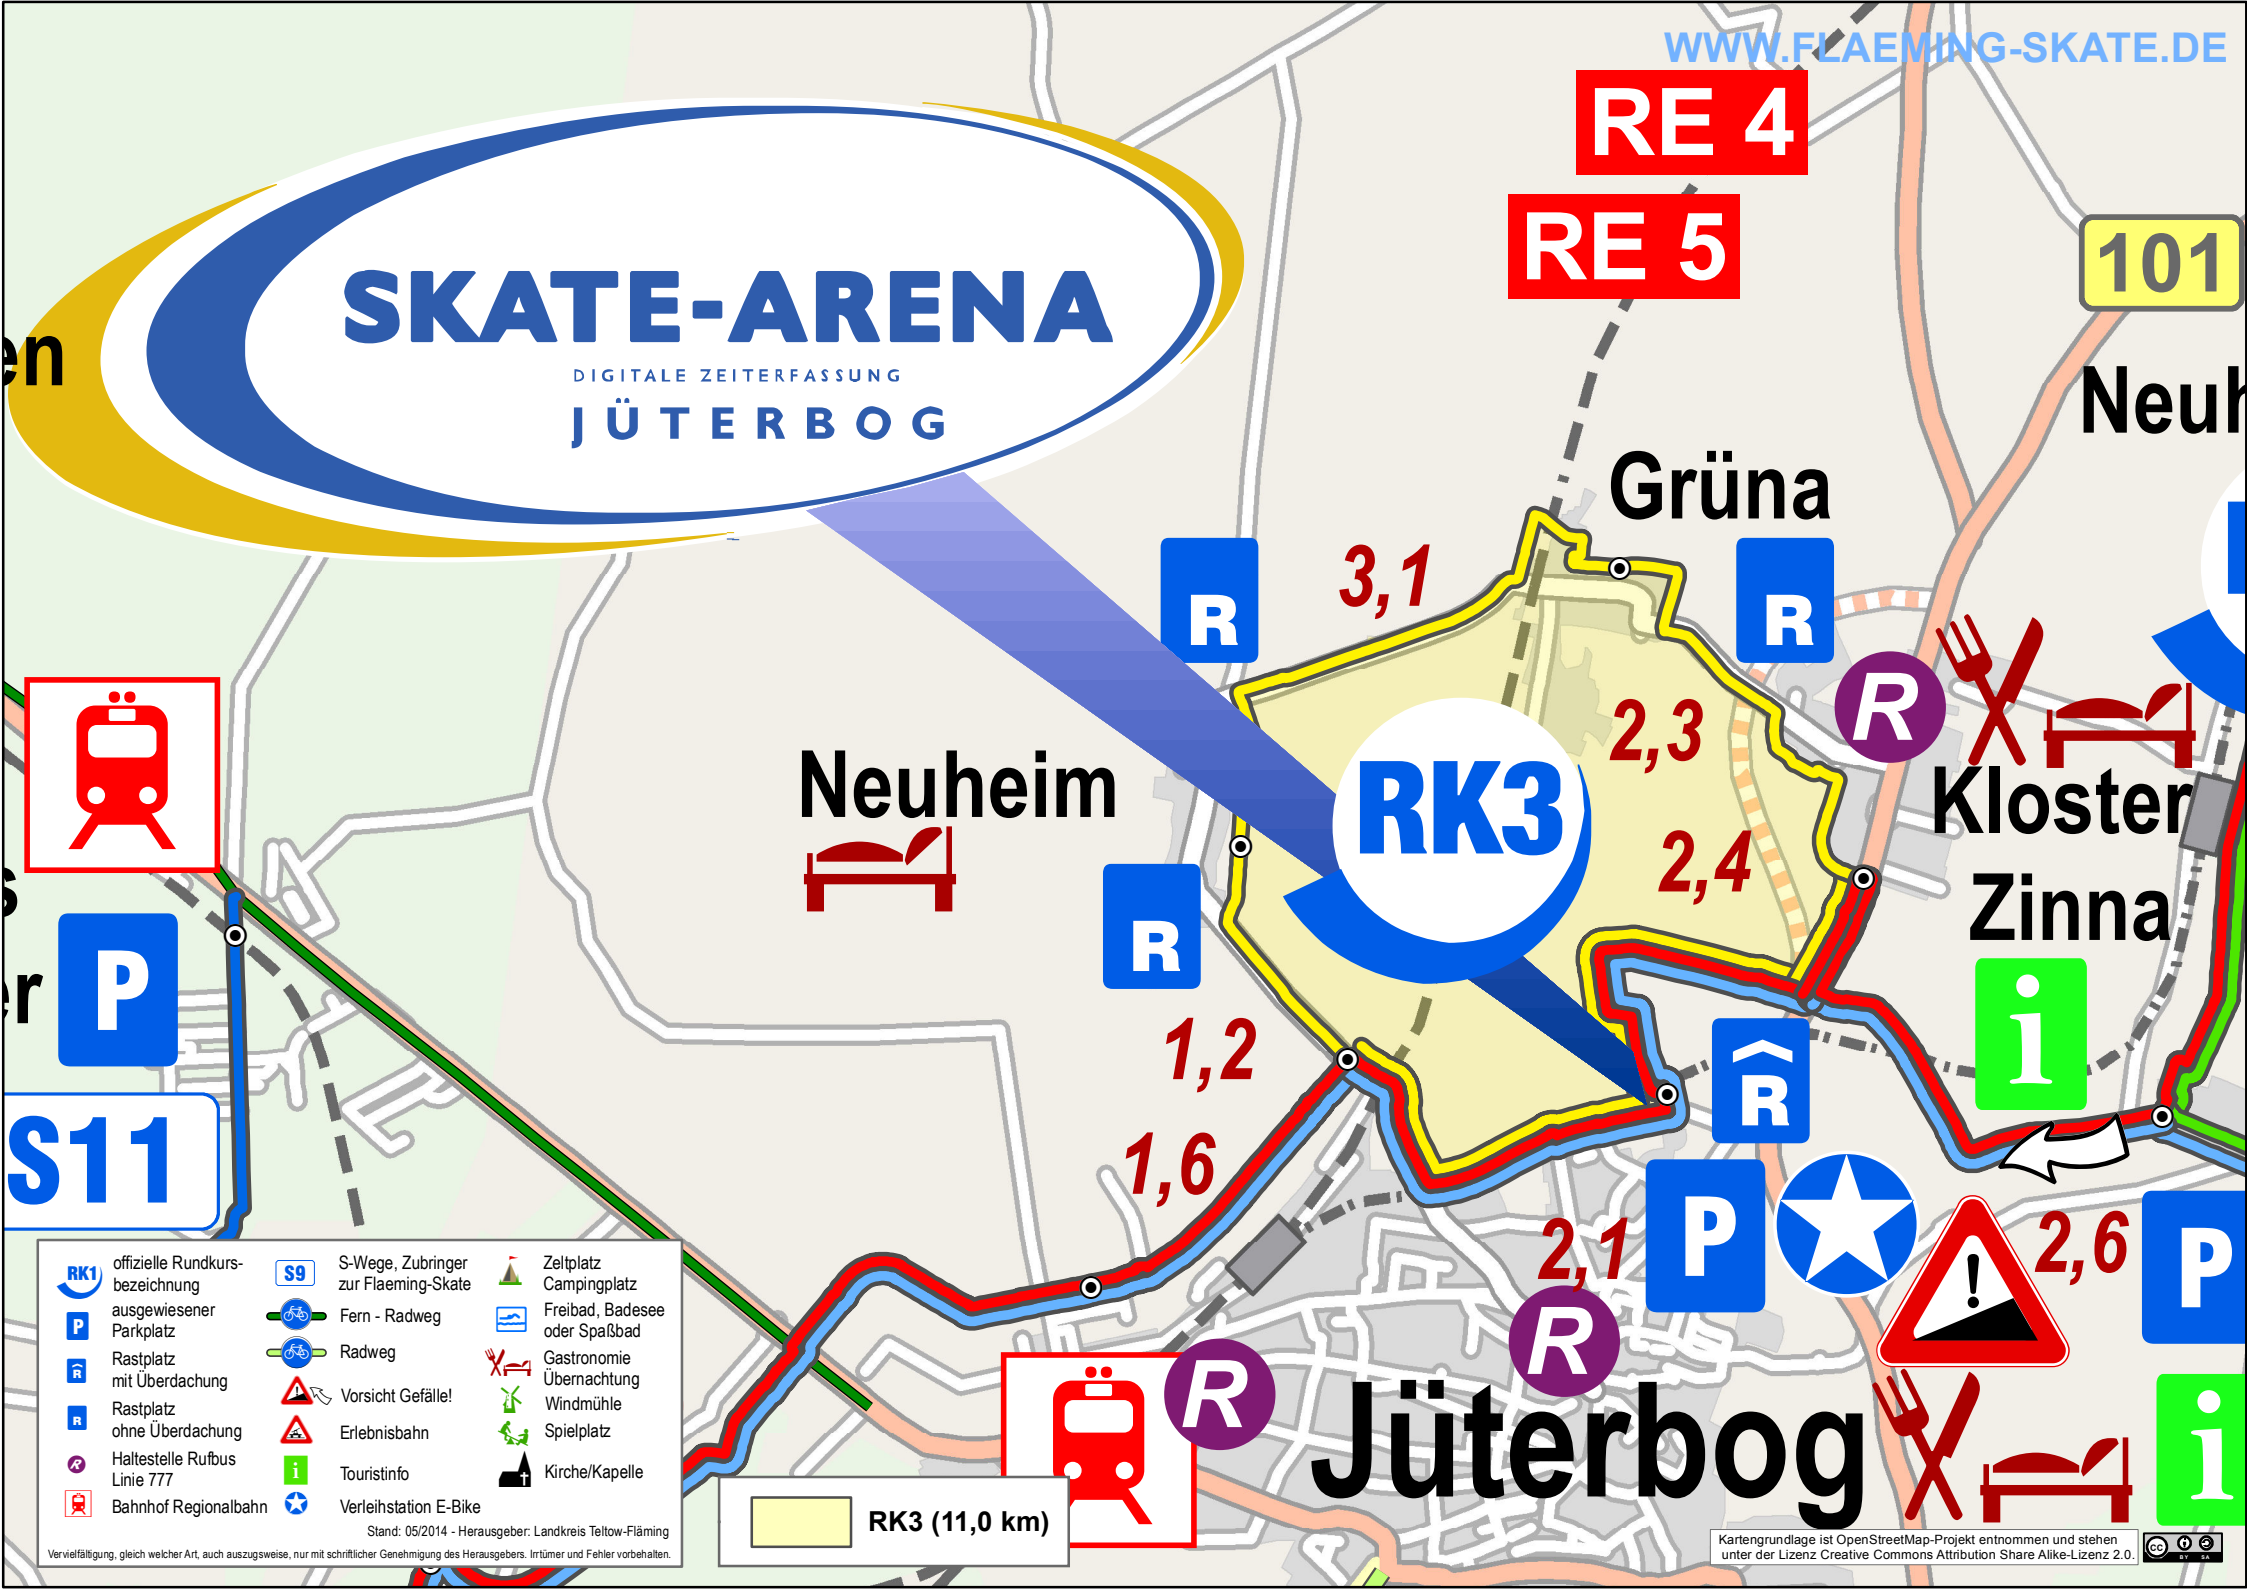 WWW.FLAEMING-SKATE.DE
RE 4
RE 5
101
SKATE-ARENA
DIGITALE ZEITERFASSUNG
JÜTERBOG
en
Neuh
Grüna
3,1
R
R
R
2,3
Neuheim
RK3
Kloster
Zinna
2,4
s
er
P
R
i
1,2
R
S11
1,6
2,1
P
2,6
P
!
R
R
Jüterbog
i
RK1
offizielle Rundkurs-
bezeichnung
P
ausgewiesener
Parkplatz
R
Rastplatz
mit Überdachung
R
Rastplatz
ohne Überdachung
R
Haltestelle Rufbus
Linie 777
Bahnhof Regionalbahn
S9
S-Wege, Zubringer
zur Flaeming-Skate
Fern - Radweg
Radweg
Vorsicht Gefälle!
Erlebnisbahn
i
Touristinfo
Verleihstation E-Bike
Zeltplatz
Campingplatz
Freibad, Badesee
oder Spaßbad
Gastronomie
Übernachtung
Windmühle
Spielplatz
Kirche/Kapelle
Stand: 05/2014 - Herausgeber: Landkreis Teltow-Fläming
Vervielfältigung, gleich welcher Art, auch auszugsweise, nur mit schriftlicher Genehmigung des Herausgebers. Irrtümer und Fehler vorbehalten.
RK3 (11,0 km)
Kartengrundlage ist OpenStreetMap-Projekt entnommen und stehen
unter der Lizenz Creative Commons Attribution Share Alike-Lizenz 2.0.
cc
BY SA